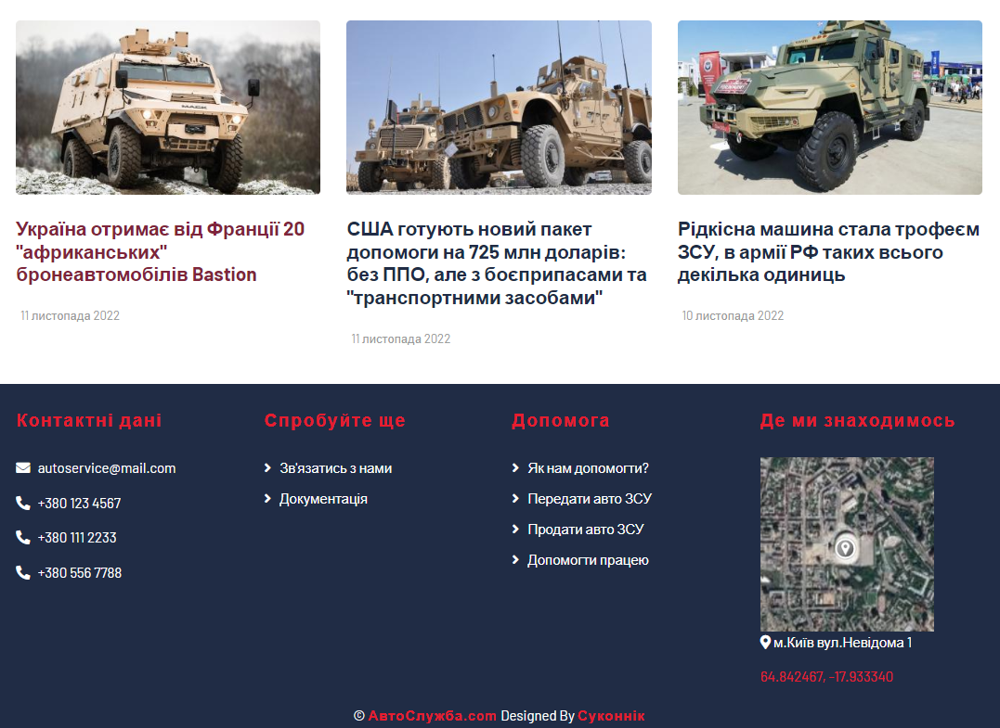 MACK
Україна отримає від Франції 20
"африканських"
бронеавтомобілів Bastion
11 листопада 2022
США готують новий пакет
допомоги на 725 млн доларів:
без ППО, але з боєприпасами та
"транспортними засобами"
11 листопада 2022
Рідкісна машина стала трофеєм
ЗСУ, в армії РФ таких всього
декілька одиниць
10 листопада 2022
Контактні дані
autoservice@mail.com
+380 123 4567
+380 111 2233
+380 556 7788
Спробуйте ще
Зв'язатись з нами
Документація
Допомога
Як нам допомогти?
Передати авто ЗСУ
Продати авто ЗСУ
Допомогти працею
Де ми знаходимось
м.Київ вул.Невідома 1
64.842467, -17.933340
© АвтоСлужба.com Designed By Суконнік